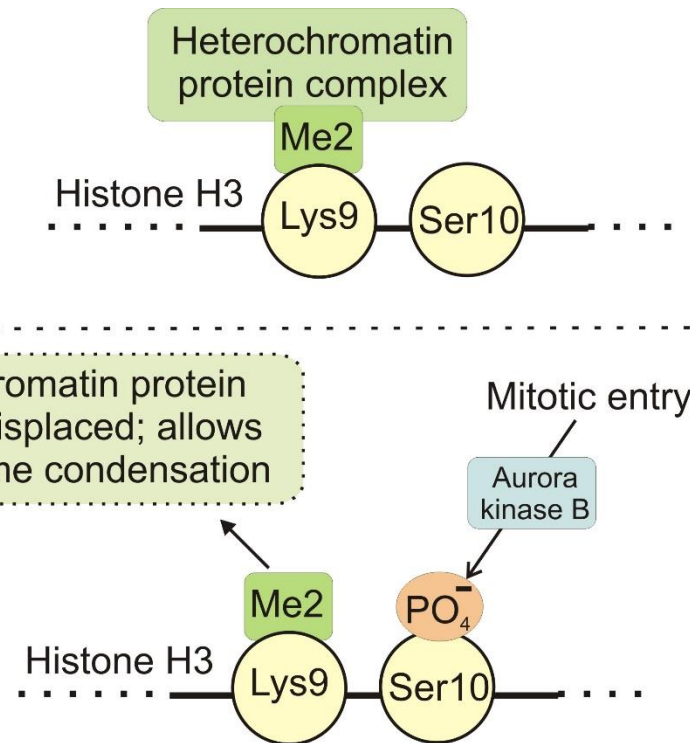 Heterochromatin
protein complex
Me2
Histone H3
Lys9
Ser10
romatin protein
isplaced; allows
ne condensation
Mitotic entry
Aurora
kinase B
Me2
PO4-
Histone H3
Lys9
Ser10